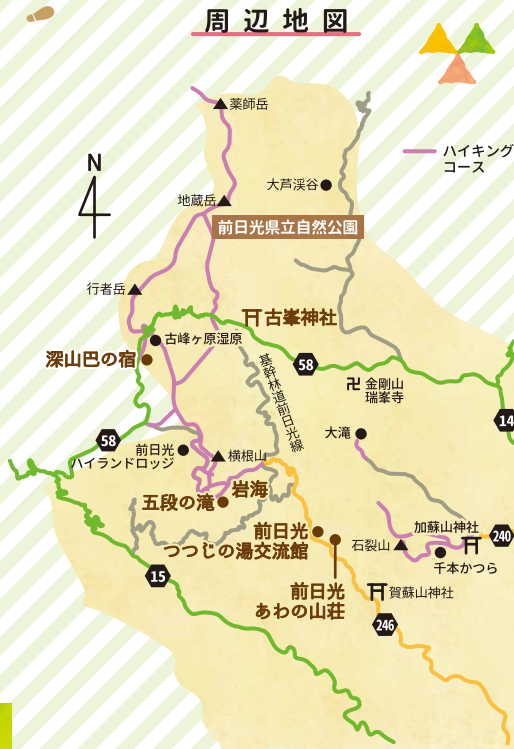 周辺地図
薬師岳
ハイキング
コース
N
大芦渓谷
地蔵岳
前日光県立自然公園
行者岳
古峯神社
古峰ヶ原湿原
深山巴の宿
基幹林道前日光線
58
金剛山
瑞峯寺
14
大滝
58
前日光
ハイランドロッジ
横根山
岩海
五段の滝
加蘇山神社
240
前日光
つつじの湯交流館
石裂山
千本かつら
15
前日光
あわの山荘
賀蘇山神社
246